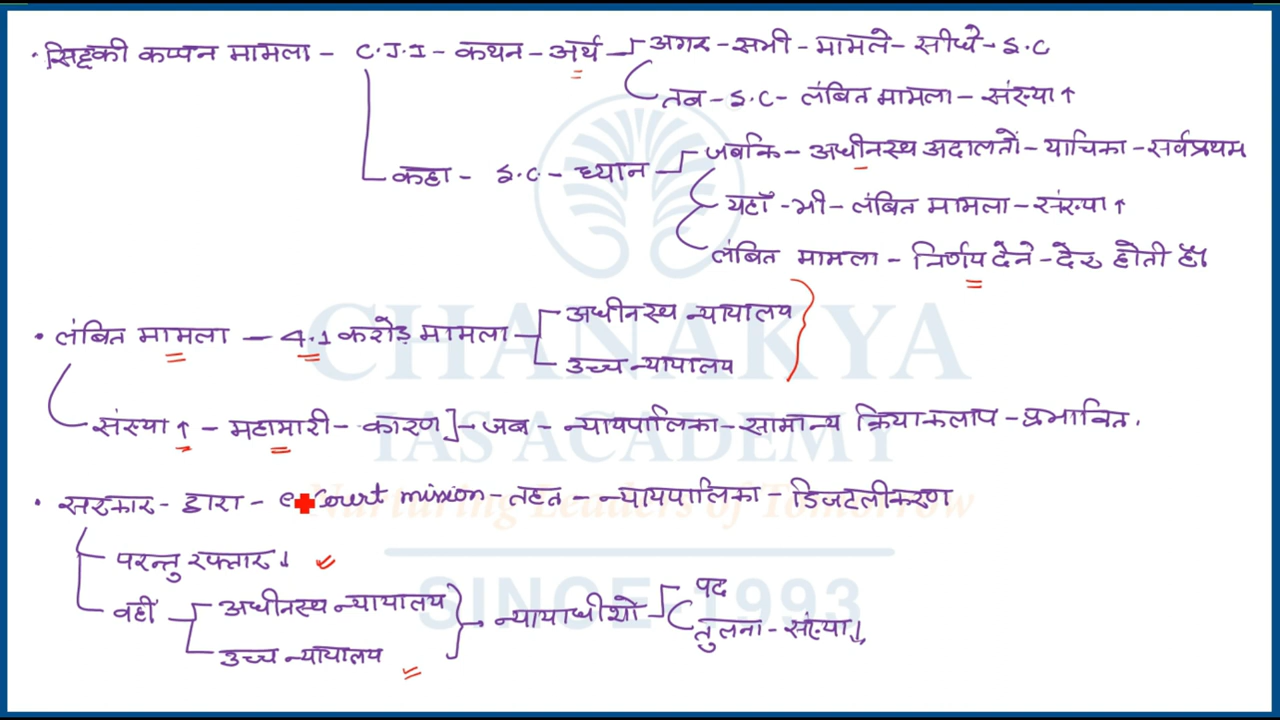 • सिद्दकी कप्पन मामला – C.J.I – कथन – अर्थ – अगर – सभी – मामले – सीधे – S.C
तब – S.C – लंबित मामला – संख्या ↑
कहा – S.C – ध्यान – जबकि – अधीनस्थ अदालतों – याचिका – सर्वप्रथम
यहाँ – भी – लंबित मामला – संख्या ↑
लंबित मामला – निर्णय देने – देर होती है।
• लंबित मामला – 4.1 करोड़ मामला – अधीनस्थ न्यायालय
उच्च न्यायालय
CHANAKYA
संख्या ↑ – महामारी – कारण] → जब – न्यायपालिका – सामान्य क्रियाकलाप – प्रभावित.
IAS ACADEMY
• सरकार – द्वारा – e court mission – तहत – न्यायपालिका – डिजटलीकरण
Nurturing Leaders of Tomorrow
परन्तु रफ्तार ↓
SINCE-1993
वहीं – अधीनस्थ न्यायालय
उच्च न्यायालय
न्यायाधीशो – पद
तुलना – संख्या ↓